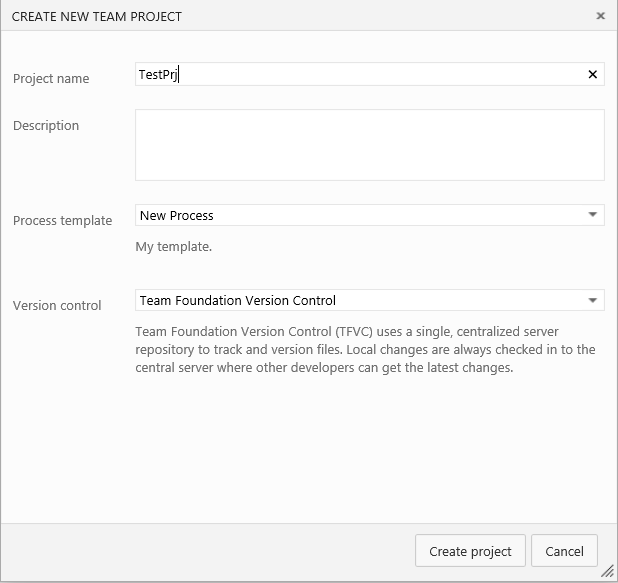 CREATE NEW TEAM PROJECT
Project name
TestPrj
Description
Process template
New Process
My template.
Version control
Team Foundation Version Control
Team Foundation Version Control (TFVC) uses a single, centralized server
repository to track and version files. Local changes are always checked in to the
central server where other developers can get the latest changes.
Create project
Cancel